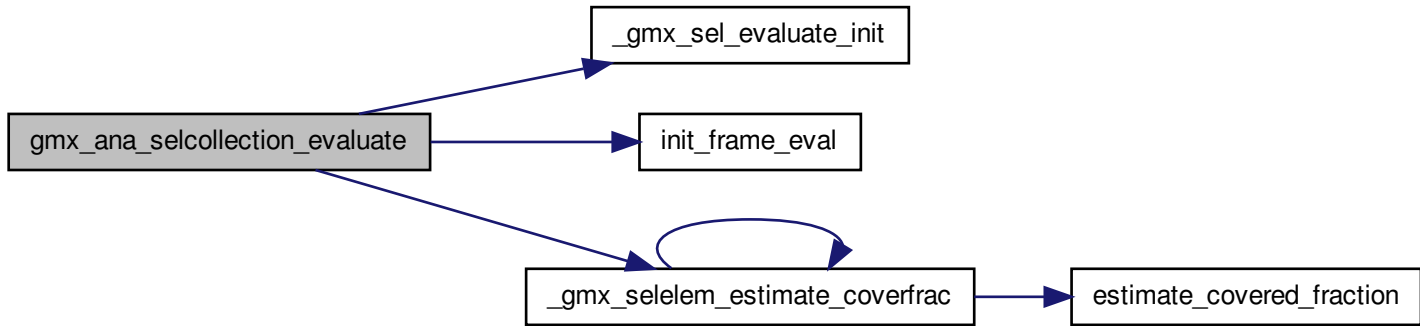 _gmx_sel_evaluate_init
gmx_ana_selcollection_evaluate
init_frame_eval
_gmx_selelem_estimate_coverfrac
estimate_covered_fraction